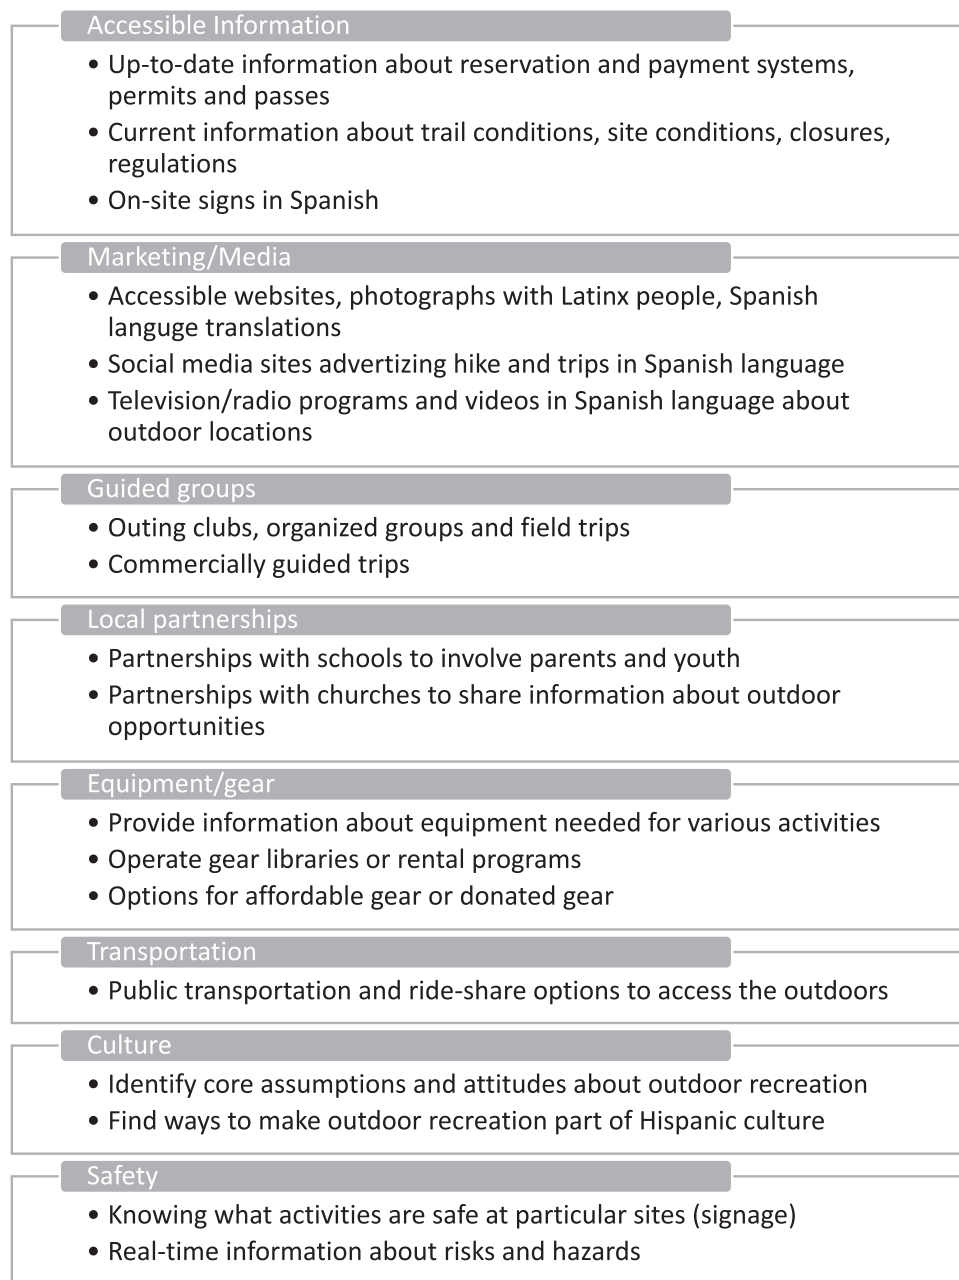 Accessible Information
• Up-to-date information about reservation and payment systems,
permits and passes
• Current information about trail conditions, site conditions, closures,
regulations
• On-site signs in Spanish
Marketing/Media
• Accessible websites, photographs with Latinx people, Spanish
languge translations
• Social media sites advertizing hike and trips in Spanish language
• Television/radio programs and videos in Spanish language about
outdoor locations
Guided groups
• Outing clubs, organized groups and field trips
• Commercially guided trips
Local partnerships
• Partnerships with schools to involve parents and youth
• Partnerships with churches to share information about outdoor
opportunities
Equipment/gear
• Provide information about equipment needed for various activities
• Operate gear libraries or rental programs
• Options for affordable gear or donated gear
Transportation
• Public transportation and ride-share options to access the outdoors
Culture
• Identify core assumptions and attitudes about outdoor recreation
• Find ways to make outdoor recreation part of Hispanic culture
Safety
• Knowing what activities are safe at particular sites (signage)
• Real-time information about risks and hazards